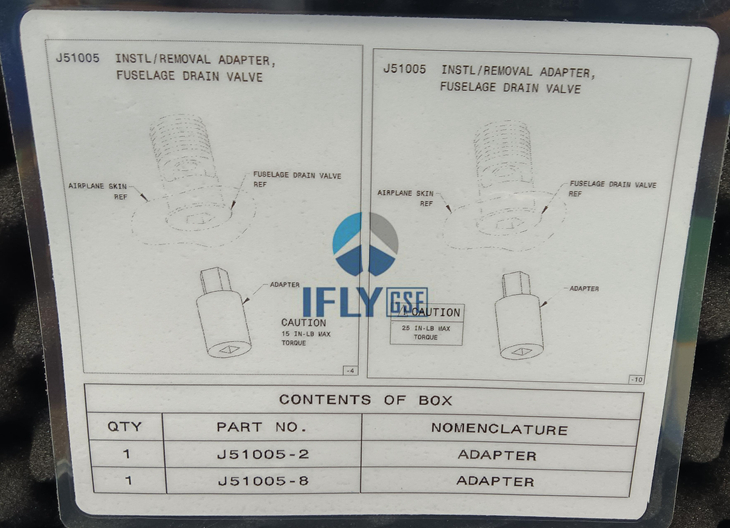 J51005 INSTL/REMOVAL ADAPTER,
FUSELAGE DRAIN VALVE
AIRPLANE SKIN
REF
FUSELAGE DRAIN VALVE
REF
ADAPTER
CAUTION
15 IN-LB MAX
TORQUE
-4
J51005 INSTL/REMOVAL ADAPTER,
FUSELAGE DRAIN VALVE
AIRPLANE SKIN
REF
FUSELAGE DRAIN VALVE
REF
ADAPTER
CAUTION
25 IN-LB MAX
TORQUE
-10
IFLY GSE
CONTENTS OF BOX
QTY PART NO. NOMENCLATURE
1 J51005-2 ADAPTER
1 J51005-8 ADAPTER